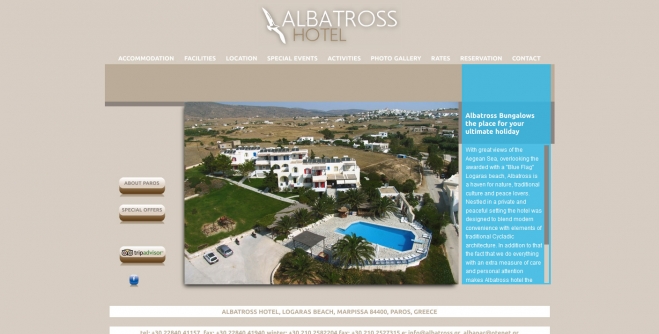 ALBATROSS
HOTEL
ACCOMMODATION FACILITIES LOCATION SPECIAL EVENTS ACTIVITIES PHOTO GALLERY RATES RESERVATION CONTACT
Albatross Bungalows
the place for your
ultimate holiday
With great views of the
Aegean Sea, overlooking the
awarded with a "Blue Flag"
Logaras beach, Albatross is
a haven for nature, traditional
culture and peace lovers.
Nestled in a private and
peaceful setting the hotel was
designed to blend modern
convenience with elements of
traditional Cycladic
architecture. In addition to that
the fact that we do everything
with an extra measure of care
and personal attention
makes Albatross hotel the
ABOUT PAROS
SPECIAL OFFERS
tripadvisor
ALBATROSS HOTEL, LOGARAS BEACH, MARPISSA 84400, PAROS, GREECE